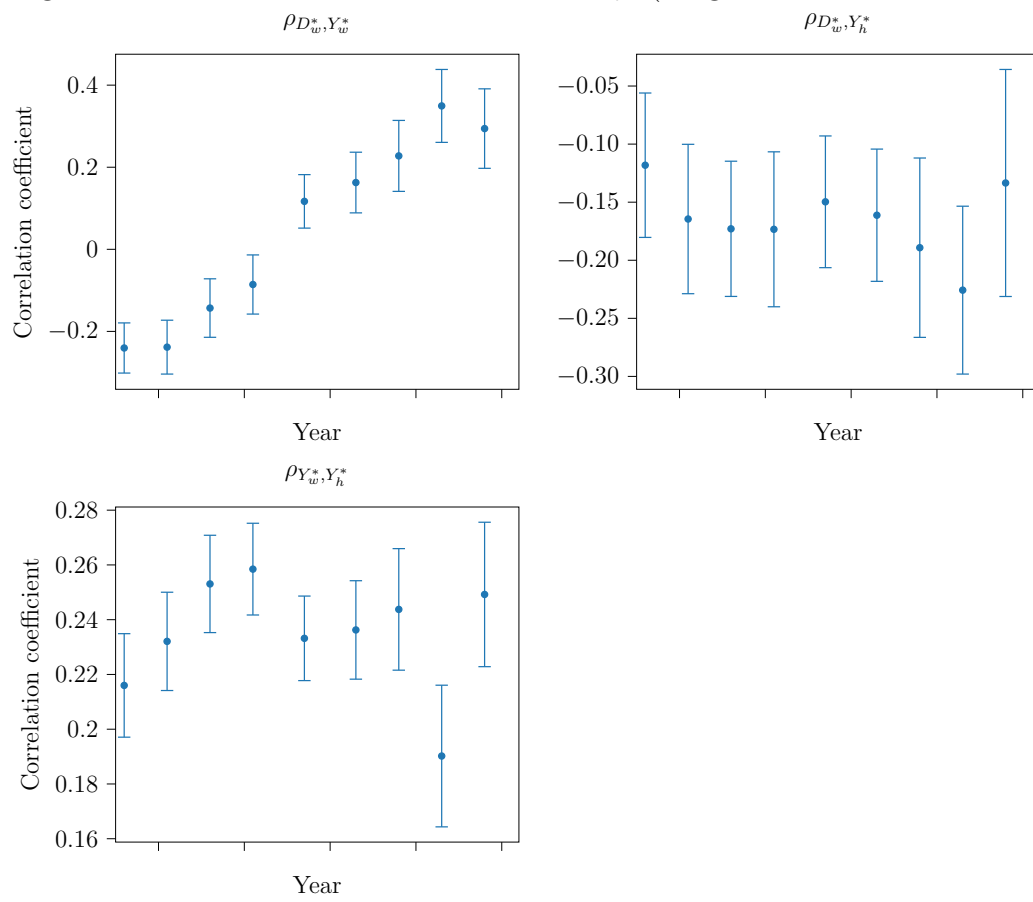 ρ_{D_w^*,Y_w^*}
0.4
0.2
0
−0.2
Correlation coefficient
Year
ρ_{D_w^*,Y_h^*}
−0.05
−0.10
−0.15
−0.20
−0.25
−0.30
Year
ρ_{Y_w^*,Y_h^*}
0.28
0.26
0.24
0.22
0.2
0.18
0.16
Correlation coefficient
Year